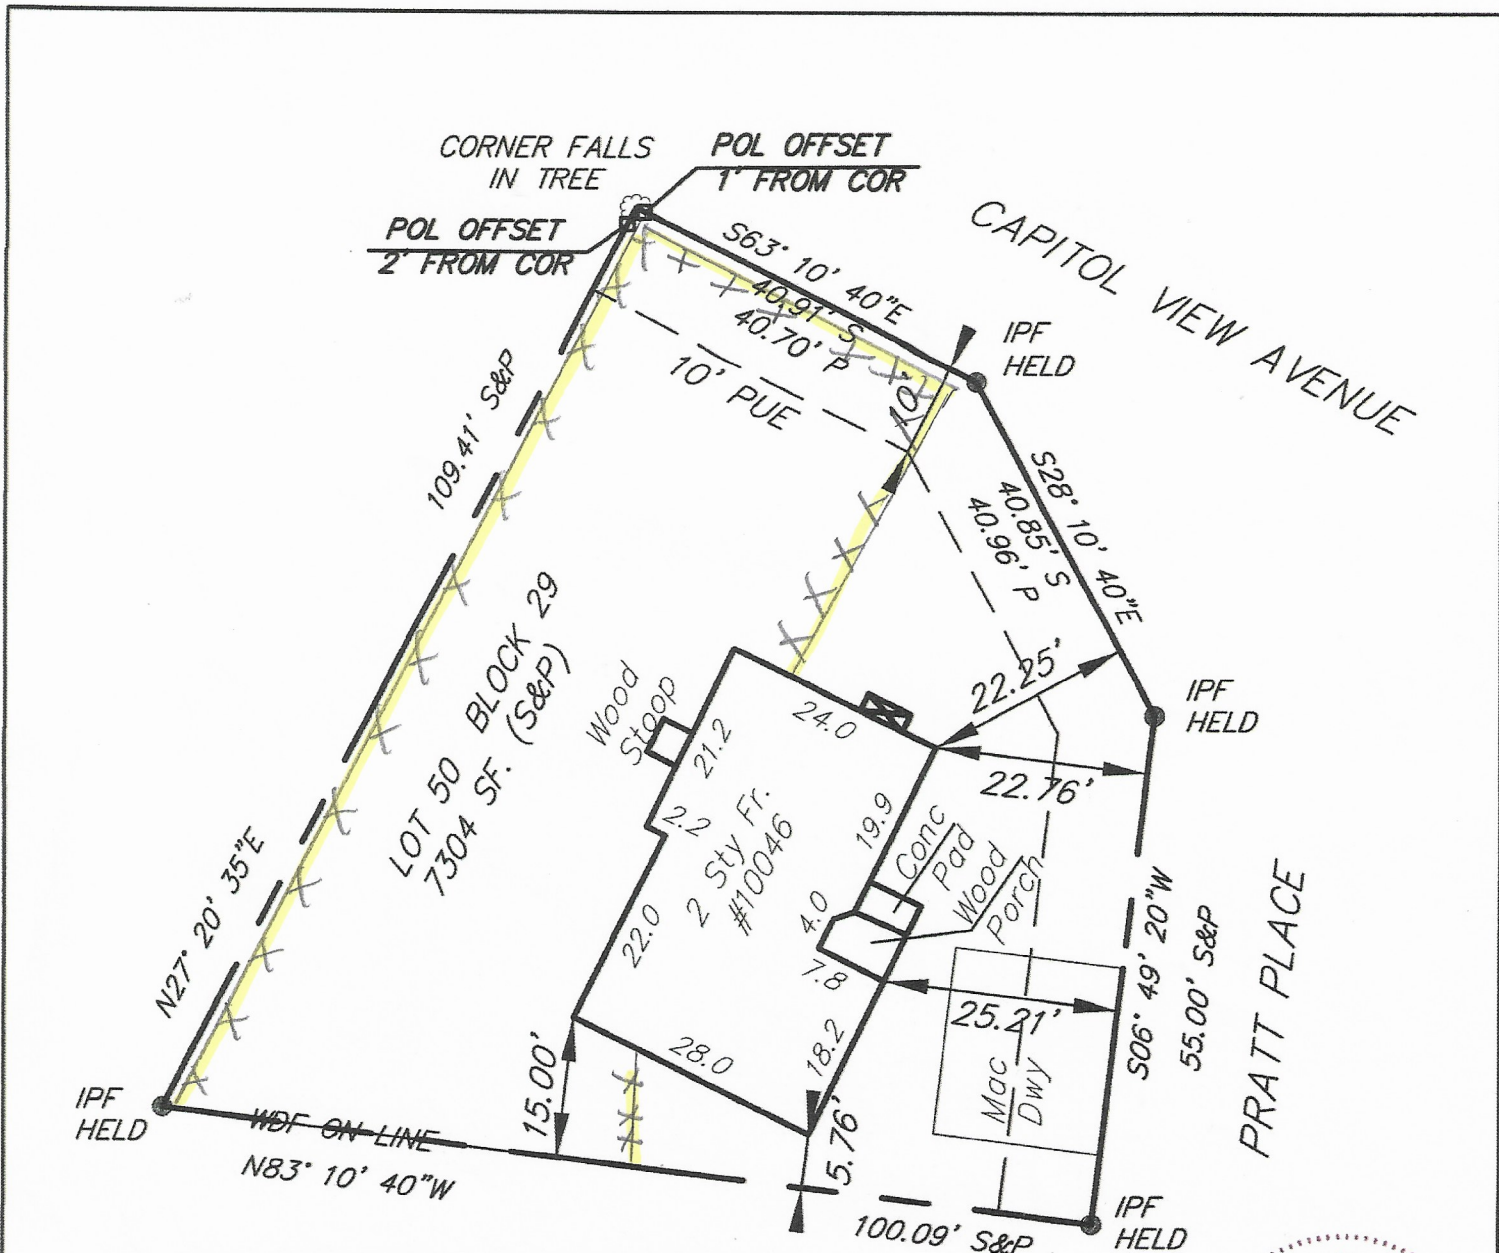 CORNER FALLS
IN TREE
POL OFFSET
1' FROM COR
POL OFFSET
2' FROM COR
CAPITOL VIEW AVENUE
S63° 10' 40"E
40.91' S
40.70' P
10' PUE
10'
IPF
HELD
109.41' S&P
S28° 10' 40"E
40.85' S
40.96' P
LOT 50 BLOCK 29
7304 SF. (S&P)
Wood
Stoop
24.0
21.2
2.2
22.25'
IPF
HELD
22.76'
2 Sty Fr.
#10046
19.9
Conc
Pad
Wood
Porch
4.0
7.8
22.0
N27° 20' 35"E
25.21'
18.2
28.0
Mac
Dwy
S06° 49' 20"W
55.00' S&P
PRATT PLACE
15.00'
5.76'
IPF
HELD
WDF ON LINE
N83° 10' 40"W
100.09' S&P
IPF
HELD